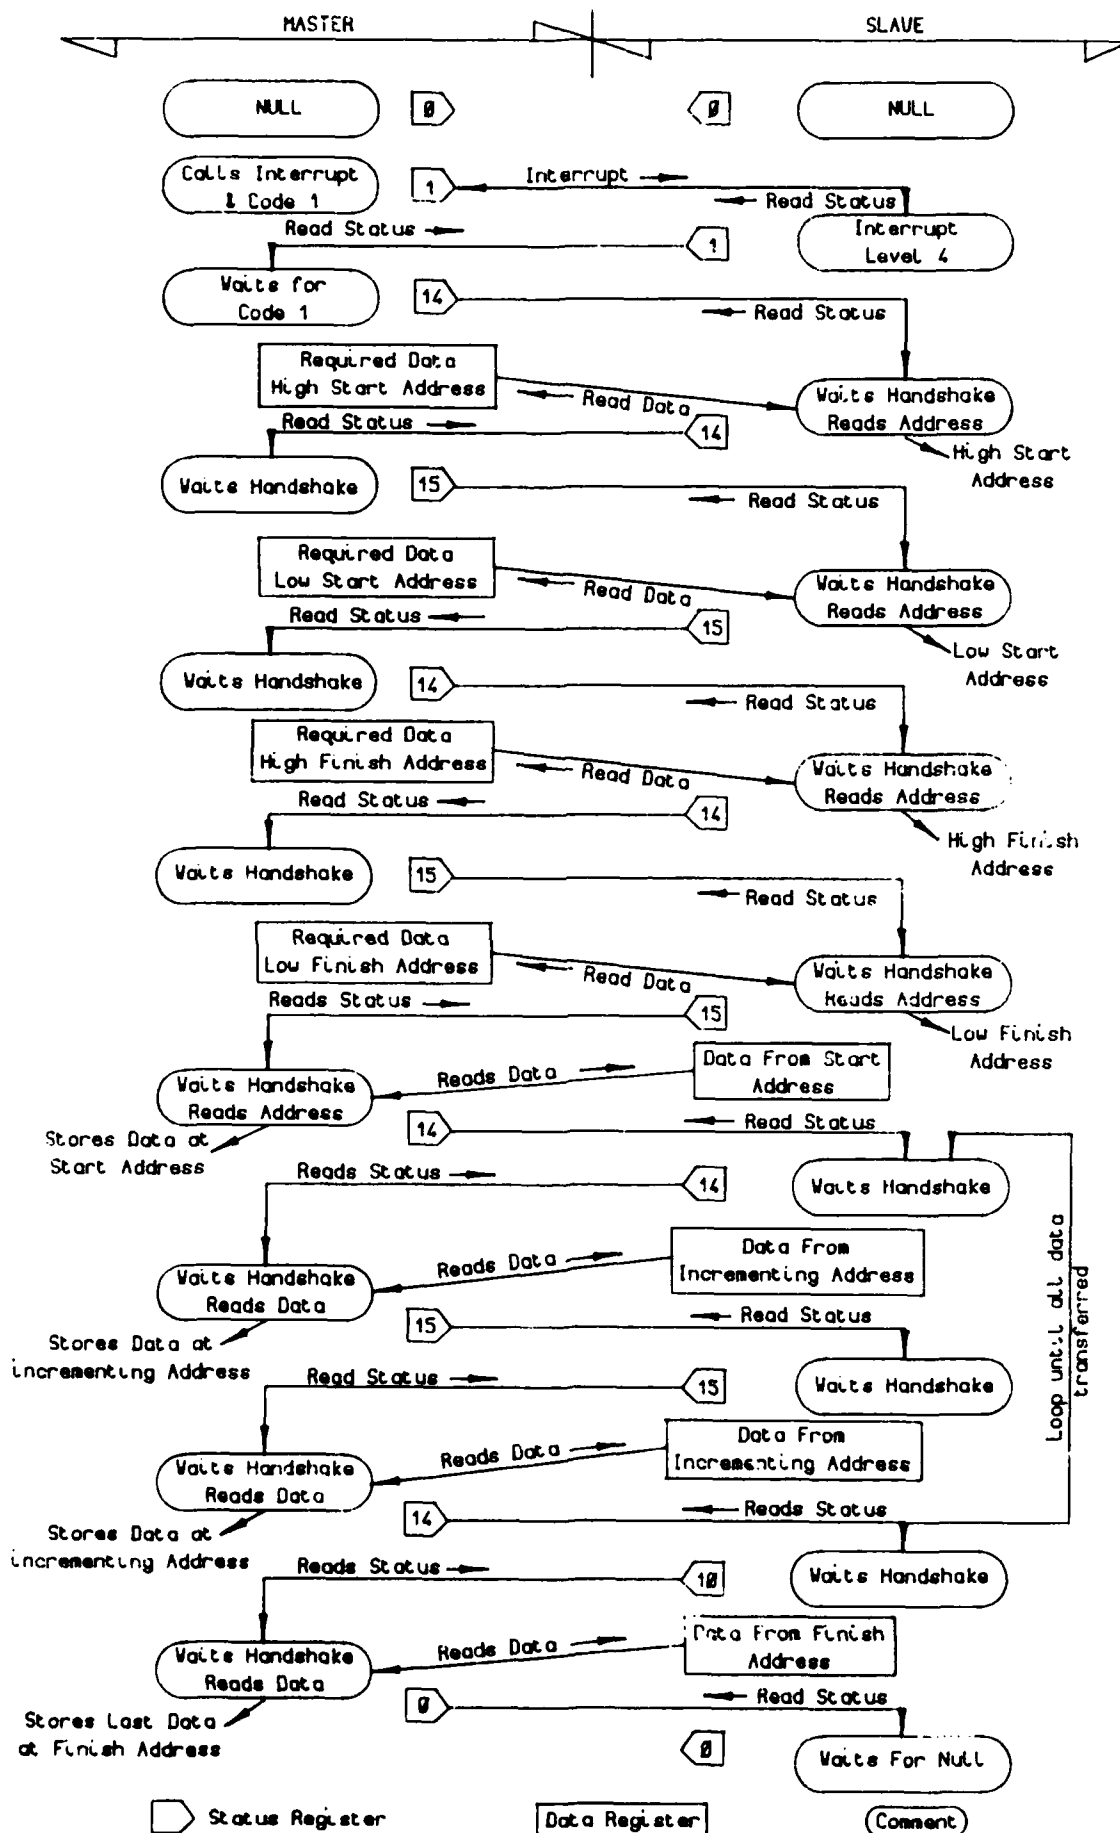 MASTER
SLAVE
NULL
0
0
NULL
Calls Interrupt
& Code 1
1
Interrupt
Read Status
Interrupt
Level 4
Read Status
1
Waits for
Code 1
14
Read Status
Required Data
High Start Address
Read Data
Waits Handshake
Reads Address
High Start
Address
Read Status
14
Waits Handshake
15
Read Status
Required Data
Low Start Address
Read Data
Waits Handshake
Reads Address
Low Start
Address
Read Status
15
Waits Handshake
14
Read Status
Required Data
High Finish Address
Read Data
Waits Handshake
Reads Address
High Finish
Address
Read Status
14
Waits Handshake
15
Read Status
Required Data
Low Finish Address
Read Data
Waits Handshake
Reads Address
Low Finish
Address
Reads Status
15
Waits Handshake
Reads Address
Reads Data
Data From Start
Address
Stores Data at
Start Address
14
Read Status
Waits Handshake
Reads Status
14
Waits Handshake
Reads Data
Reads Data
Data From
Incrementing Address
Stores Data at
incrementing Address
15
Read Status
Waits Handshake
Loop until all data
transferred
Read Status
15
Waits Handshake
Reads Data
Reads Data
Data From
Incrementing Address
Stores Data at
incrementing Address
14
Reads Status
Waits Handshake
Reads Status
10
Waits Handshake
Reads Data
Reads Data
Data From Finish
Address
Stores Last Data
at Finish Address
0
Read Status
0
Waits For Null
Status Register
Data Register
Comment